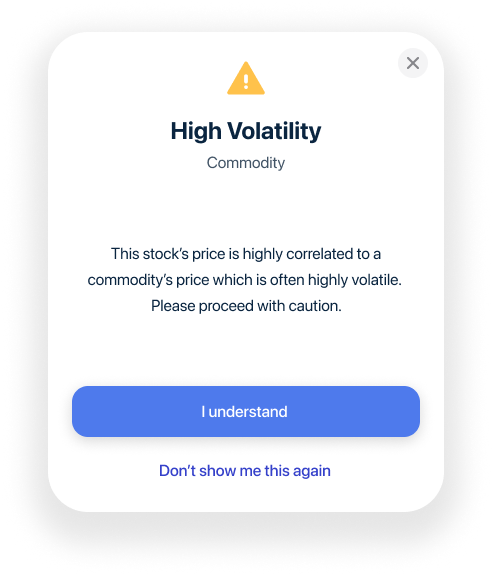 High Volatility
Commodity
This stock’s price is highly correlated to a
commodity’s price which is often highly volatile.
Please proceed with caution.
I understand
Don’t show me this again